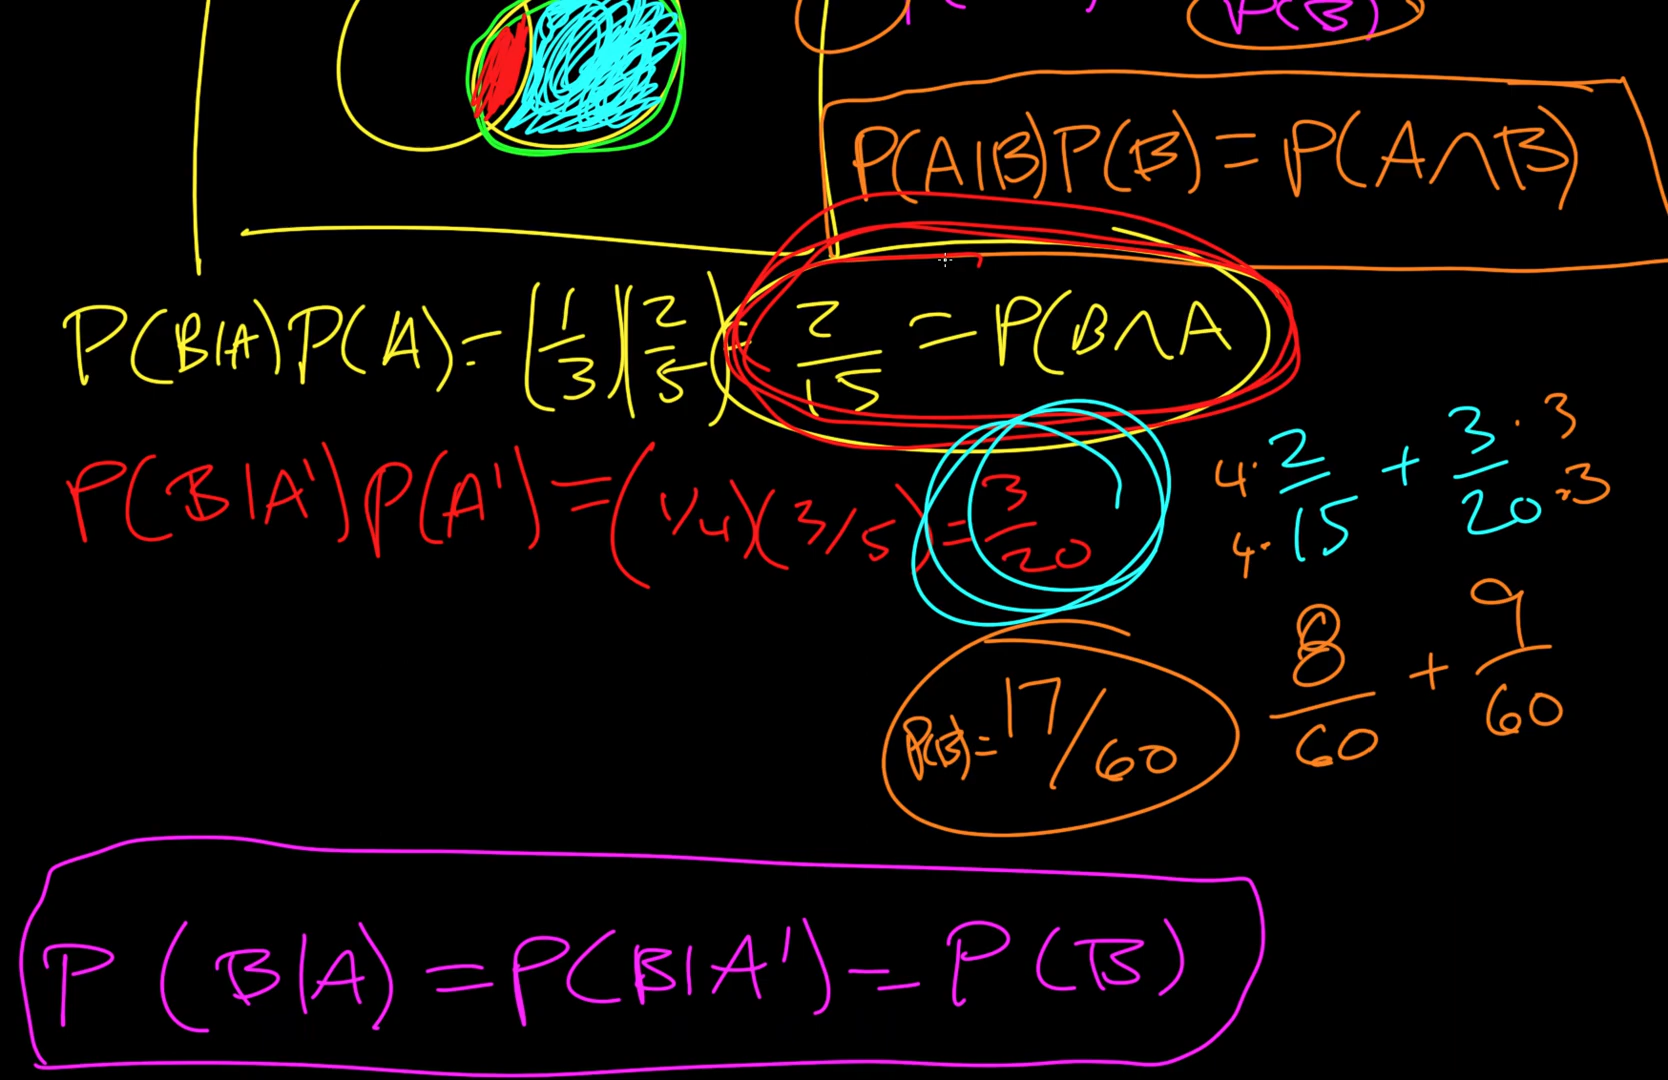 P(B)
P(A|B)P(B) = P(A∩B)
P(B|A)P(A) = (1/3)(2/5) = 2/15 = P(B∩A
P(B|A')P(A') = (1/4)(3/5) = 3/20
4· 2/15 ·4 + 3/20 ·3 ·3
8/60 + 9/60
P(B) = 17/60
P(B|A) = P(B|A') = P(B)